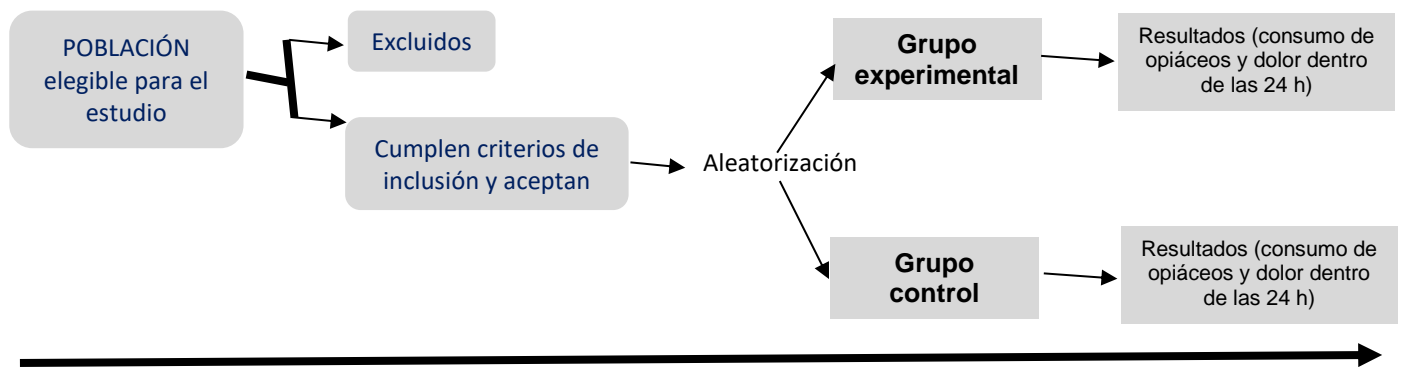 POBLACIÓN
elegible para el
estudio
Excluidos
Cumplen criterios de
inclusión y aceptan
Aleatorización
Grupo
experimental
Resultados (consumo de
opiáceos y dolor dentro
de las 24 h)
Grupo
control
Resultados (consumo de
opiáceos y dolor dentro
de las 24 h)